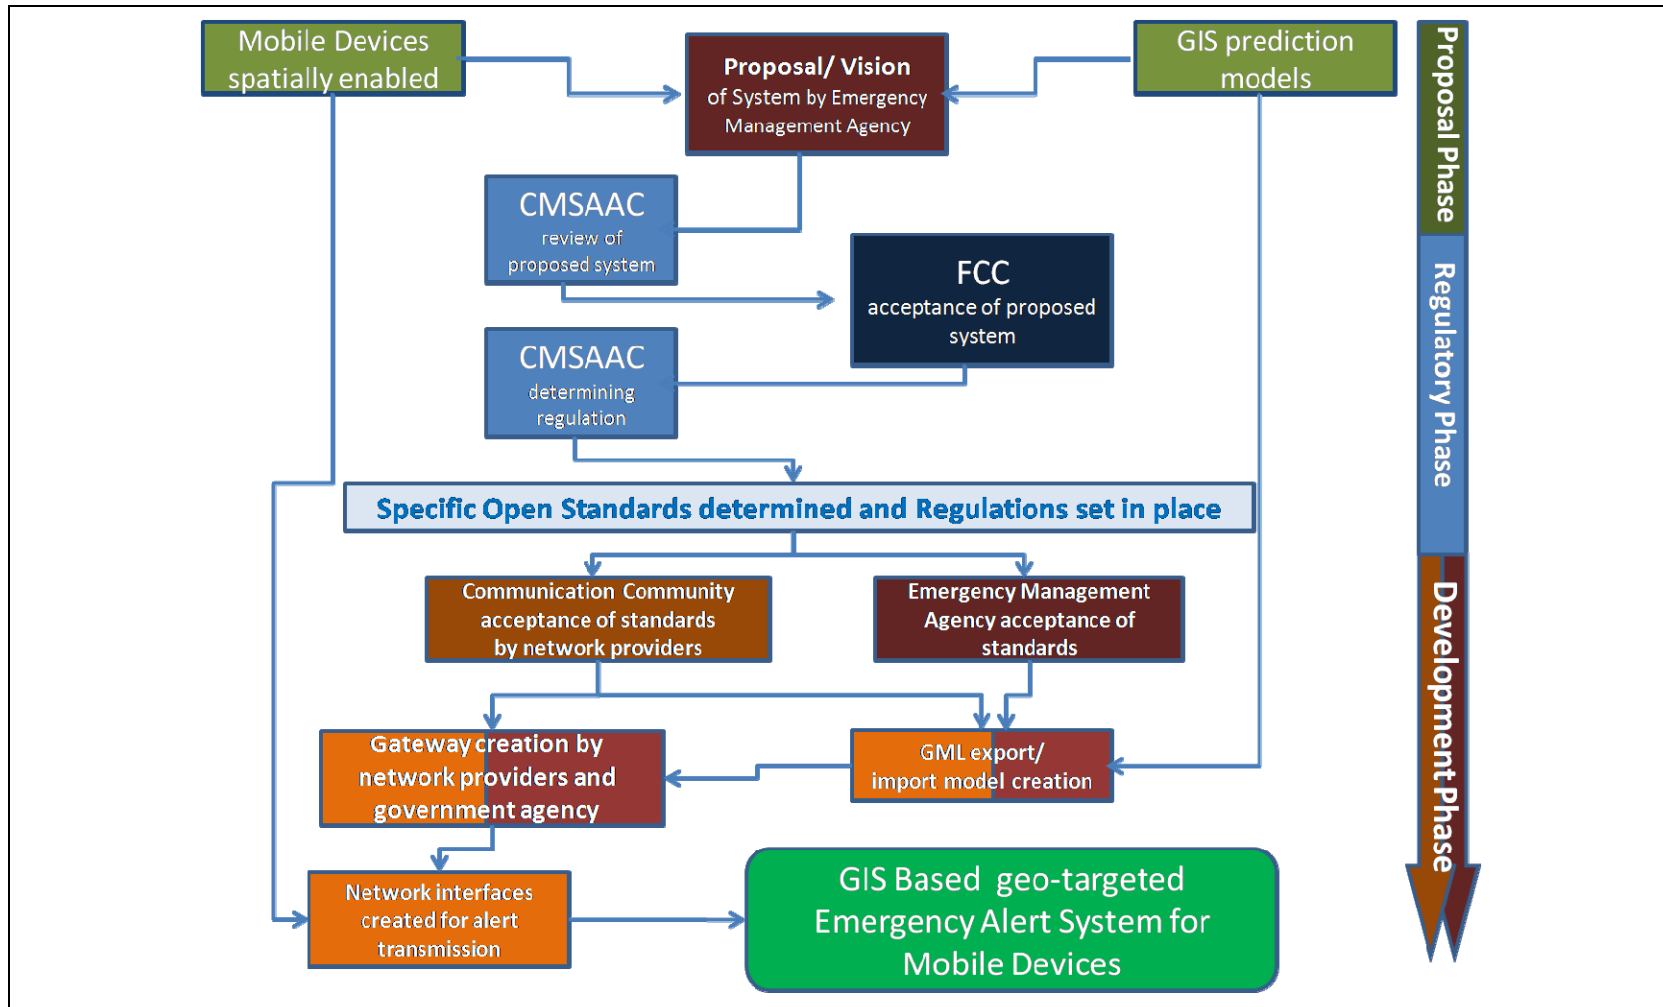 Mobile Devices
spatially enabled
Proposal/ Vision
of System by Emergency
Management Agency
GIS prediction
models
CMSAAC
review of
proposed system
FCC
acceptance of proposed
system
CMSAAC
determining
regulation
Specific Open Standards determined and Regulations set in place
Communication Community
acceptance of standards
by network providers
Emergency Management
Agency acceptance of
standards
Gateway creation by
network providers and
government agency
GML export/
import model creation
Network interfaces
created for alert
transmission
GIS Based geo-targeted
Emergency Alert System for
Mobile Devices
Proposal Phase
Regulatory Phase
Development Phase